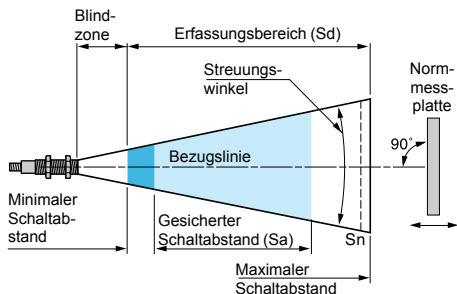 Blind-
zone
Erfassungsbereich (Sd)
Streuungs-
winkel
Norm-
mess-
platte
90°
Bezugslinie
Minimaler
Schaltab-
stand
Gesicherter
Schaltabstand (Sa)
Sn
Maximaler
Schaltabstand